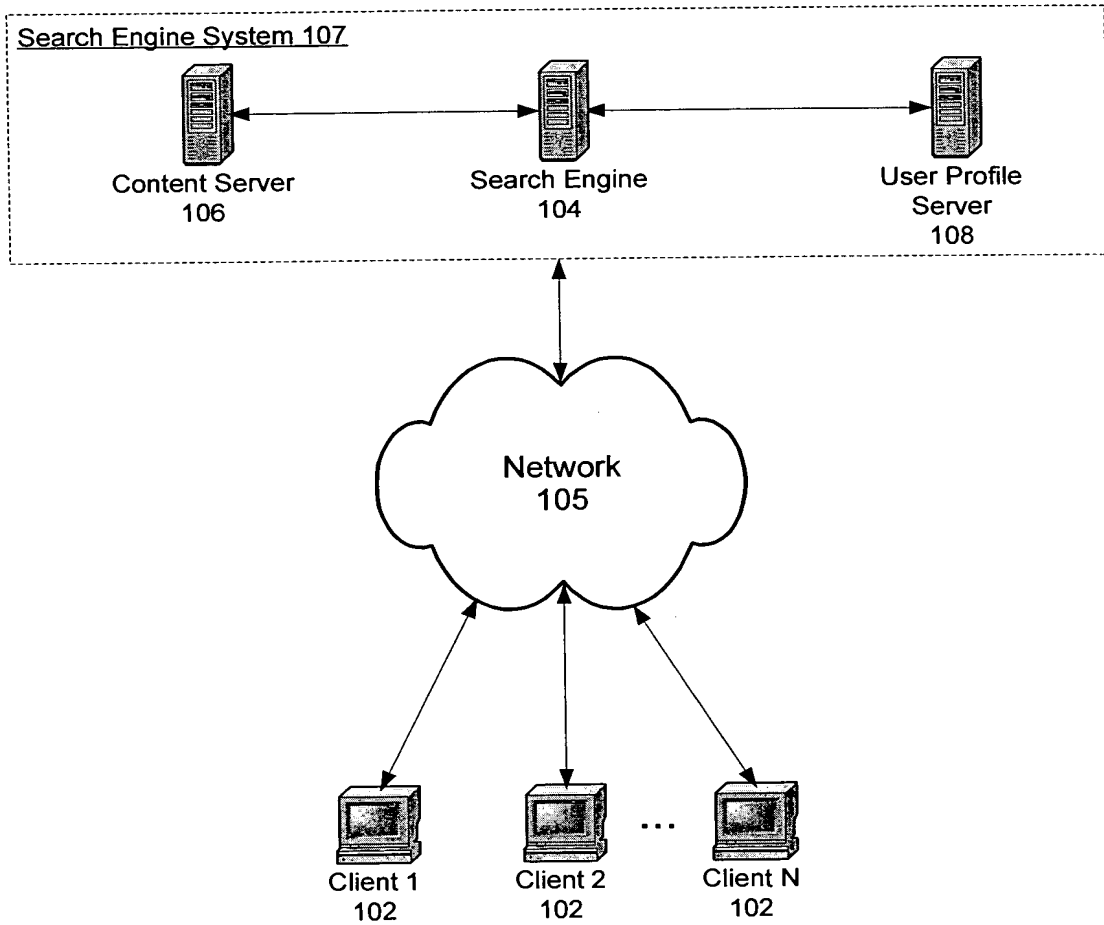 Search Engine System 107
Content Server
106
Search Engine
104
User Profile
Server
108
Network
105
...
Client 1
102
Client 2
102
Client N
102